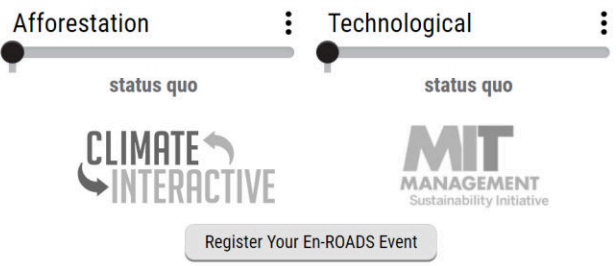 Afforestation
Technological
status quo
status quo
CLIMATE
INTERACTIVE
MIT
MANAGEMENT
Sustainability Initiative
Register Your En-ROADS Event